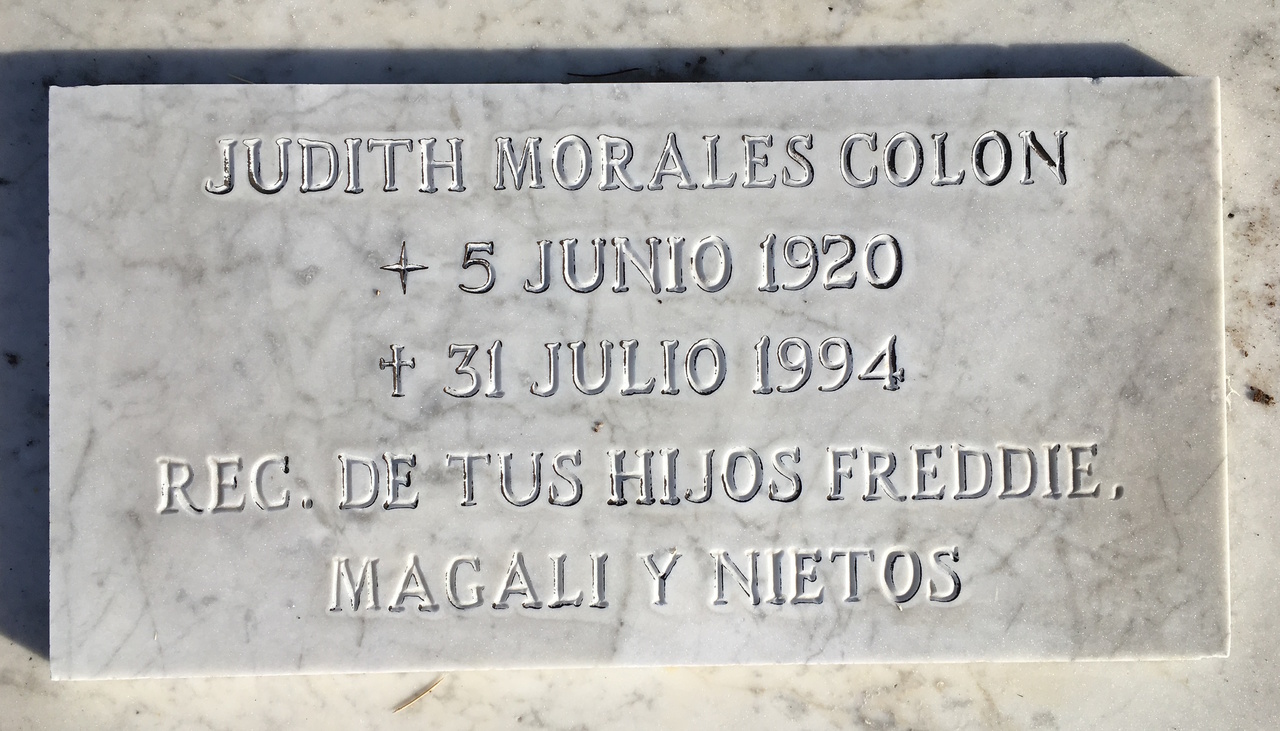 JUDITH MORALES COLON
✦ 5 JUNIO 1920
✝ 31 JULIO 1994
REC. DE TUS HIJOS FREDDIE,
MAGALI Y NIETOS